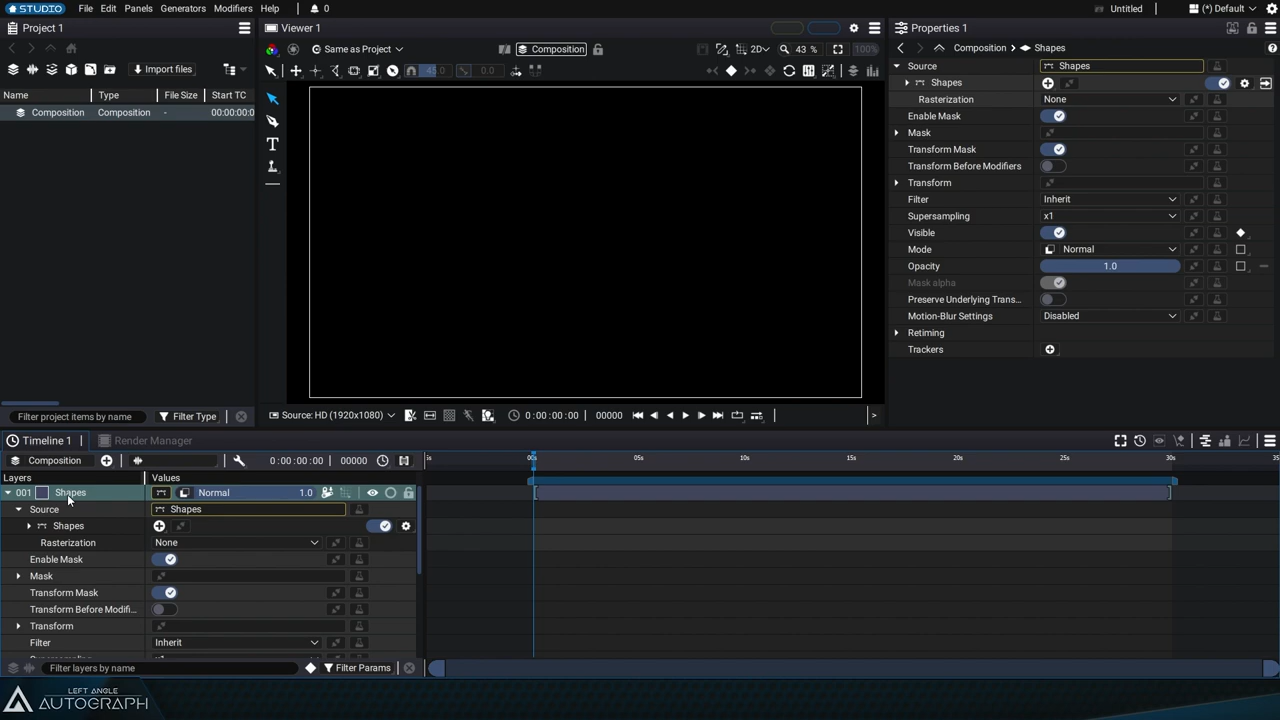 STUDIO File Edit Panels Generators Modifiers Help 0 Untitled (*) Default
Project 1
Import files
Name Type File Size Start TC
Composition Composition - 00:00:00:0
Filter project items by name Filter Type
Viewer 1
Same as Project Composition 2D 43 % 100%
45.0 0.0
T
Source: HD (1920x1080) 0:00:00:00 00000
Properties 1
Composition Shapes
Source Shapes
Shapes
Rasterization None
Enable Mask
Mask
Transform Mask
Transform Before Modifiers
Transform
Filter Inherit
Supersampling x1
Visible
Mode Normal
Opacity 1.0
Mask alpha
Preserve Underlying Trans...
Motion-Blur Settings Disabled
Retiming
Trackers
Timeline 1 Render Manager
Composition 0:00:00:00 00000
00s 05s 10s 15s 20s 25s 30s
Layers Values
001 Shapes Normal 1.0
Source Shapes
Shapes
Rasterization None
Enable Mask
Mask
Transform Mask
Transform Before Modifi...
Transform
Filter Inherit
Filter layers by name Filter Params
LEFT ANGLE
AUTOGRAPH